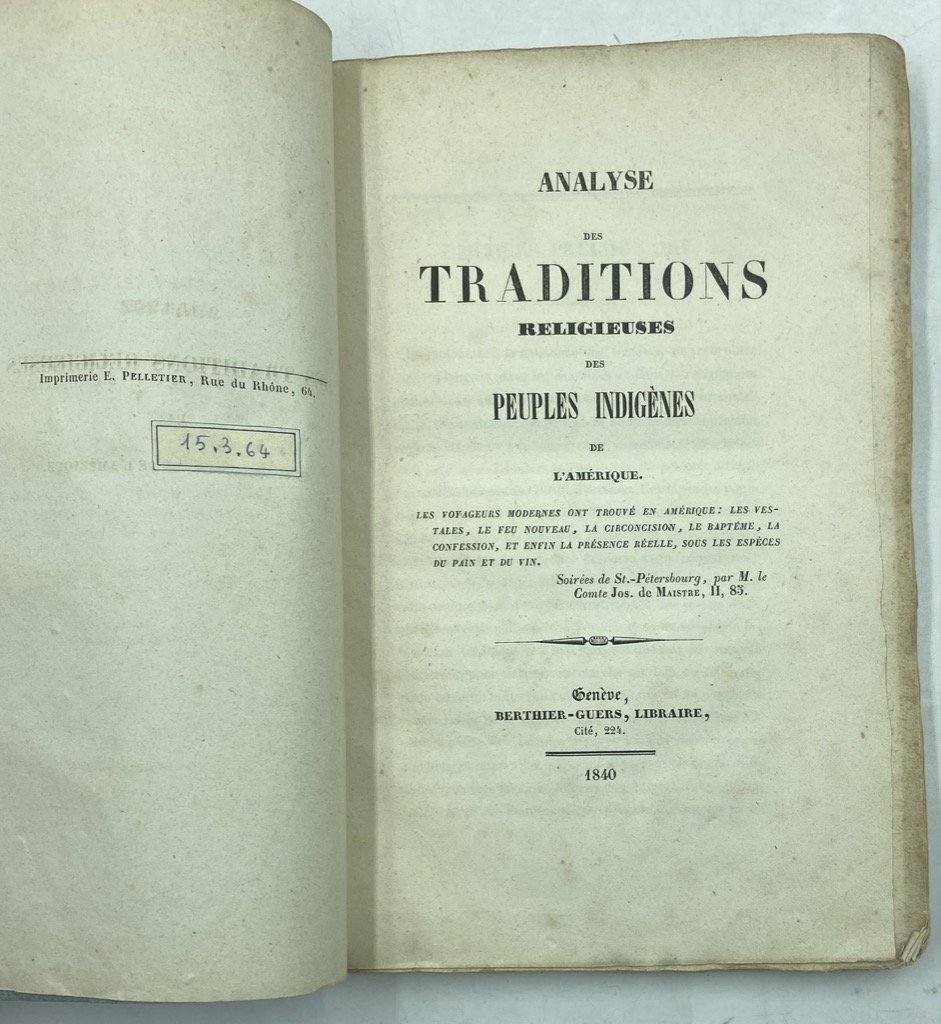 Imprimerie E. PELLETIER, Rue du Rhône, 64.
15.3.64
ANALYSE
DES
TRADITIONS
RELIGIEUSES
DES
PEUPLES INDIGÈNES
DE
L'AMÉRIQUE.
LES VOYAGEURS MODERNES ONT TROUVÉ EN AMÉRIQUE: LES VES-
TALES, LE FEU NOUVEAU, LA CIRCONCISION, LE BAPTÊME, LA
CONFESSION, ET ENFIN LA PRÉSENCE RÉELLE, SOUS LES ESPÈCES
DU PAIN ET DU VIN.
Soirées de St.-Pétersbourg, par M. le
Comte Jos. de MAISTRE, II, 85.
Genève,
BERTHIER-GUERS, LIBRAIRE,
Cité, 224.
1840